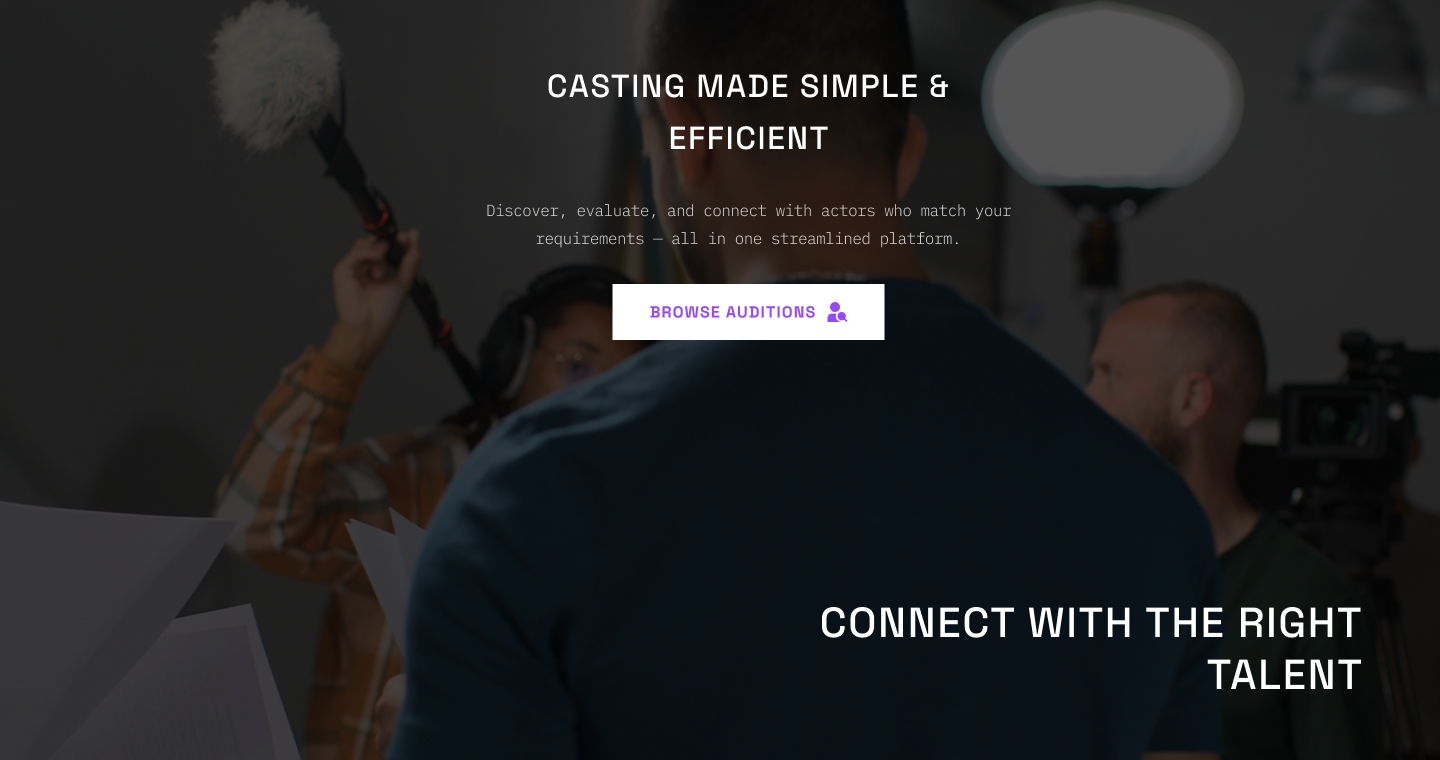 CASTING MADE SIMPLE &
EFFICIENT
Discover, evaluate, and connect with actors who match your
requirements — all in one streamlined platform.
BROWSE AUDITIONS
CONNECT WITH THE RIGHT
TALENT